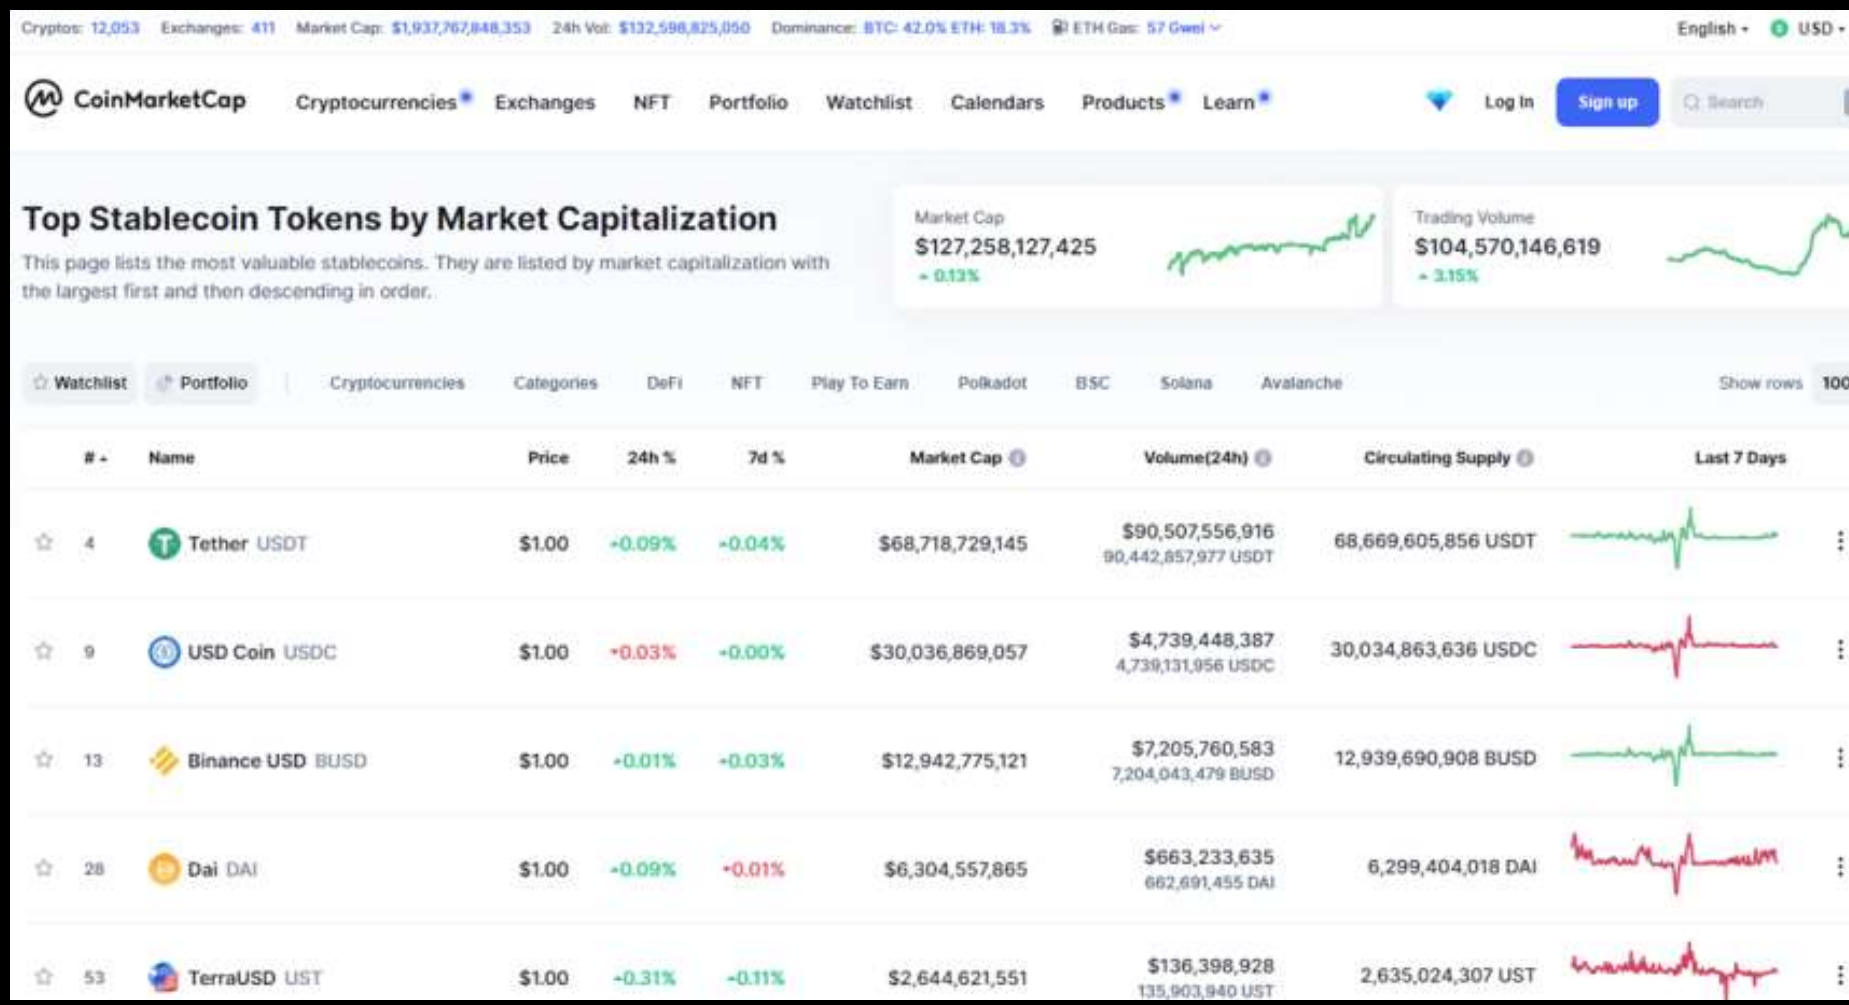 Cryptos: 12,053 Exchanges: 411 Market Cap: $1,937,767,848,353 24h Vol: $132,598,825,050 Dominance: BTC: 42.0% ETH: 18.3% ETH Gas: 57 Gwei English USD
CoinMarketCap Cryptocurrencies Exchanges NFT Portfolio Watchlist Calendars Products Learn Log In Sign up Search
Top Stablecoin Tokens by Market Capitalization
This page lists the most valuable stablecoins. They are listed by market capitalization with
the largest first and then descending in order.
Market Cap
$127,258,127,425
0.13%
Trading Volume
$104,570,146,619
3.15%
Watchlist Portfolio Cryptocurrencies Categories DeFi NFT Play To Earn Polkadot BSC Solana Avalanche Show rows 100
# Name Price 24h % 7d % Market Cap Volume(24h) Circulating Supply Last 7 Days
4 Tether USDT $1.00 0.09% 0.04% $68,718,729,145 $90,507,556,916 68,669,605,856 USDT
90,442,857,977 USDT
9 USD Coin USDC $1.00 0.03% 0.00% $30,036,869,057 $4,739,448,387 30,034,863,636 USDC
4,739,131,956 USDC
13 Binance USD BUSD $1.00 0.01% 0.03% $12,942,775,121 $7,205,760,583 12,939,690,908 BUSD
7,204,043,479 BUSD
28 Dai DAI $1.00 0.09% 0.01% $6,304,557,865 $663,233,635 6,299,404,018 DAI
662,691,455 DAI
53 TerraUSD UST $1.00 0.31% 0.11% $2,644,621,551 $136,398,928 2,635,024,307 UST
135,903,940 UST